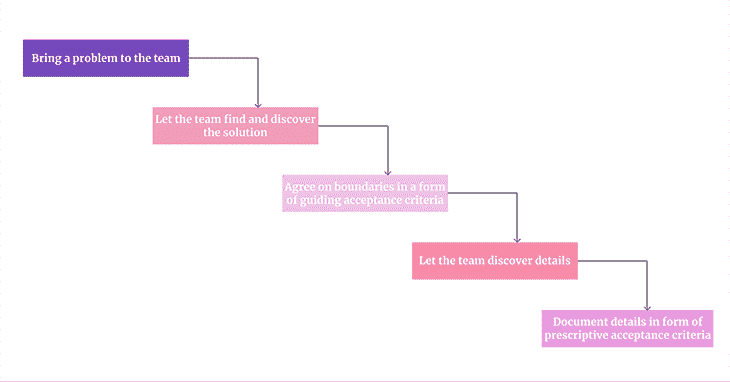 Bring a problem to the team
Let the team find and discover
the solution
Agree on boundaries in a form
of guiding acceptance criteria
Let the team discover details
Document details in form of
prescriptive acceptance criteria